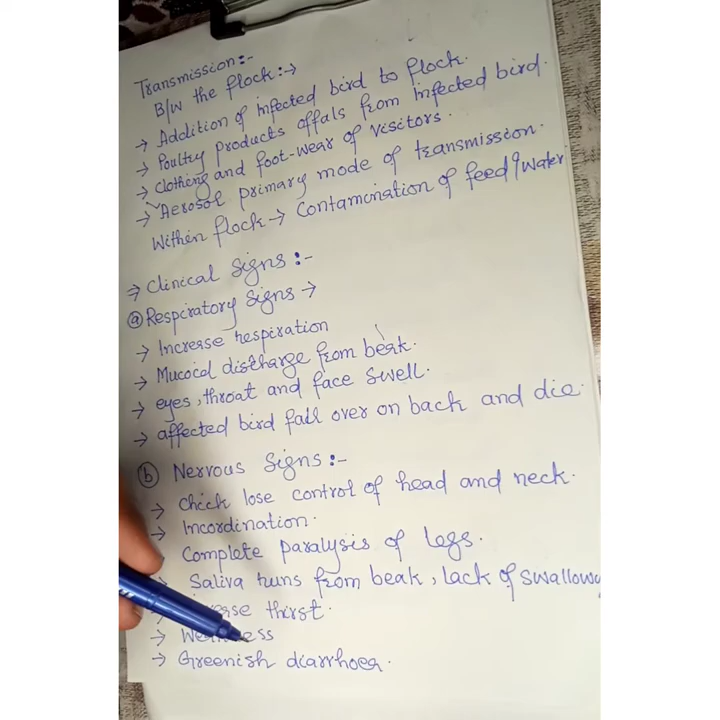 Transmission:-
B/w the flock:→
→ Addition of infected bird to flock.
→ Poultry products offals from infected bird.
→ Clothing and foot-wear of visitors.
→ Aerosol primary mode of transmission.
Within flock → Contamination of feed & water
⇒ Clinical Signs:-
ⓐ Respiratory Signs →
→ Increase respiration
→ Mucoid discharge from beak.
→ eyes, throat and face swell.
→ affected bird fall over on back and die.
ⓑ Nervous Signs:-
→ Chick lose control of head and neck.
→ Incordination.
Complete paralysis of legs.
→ Saliva runs from beak, lack of
thirst.
→
→ Greenish diarrhoea.